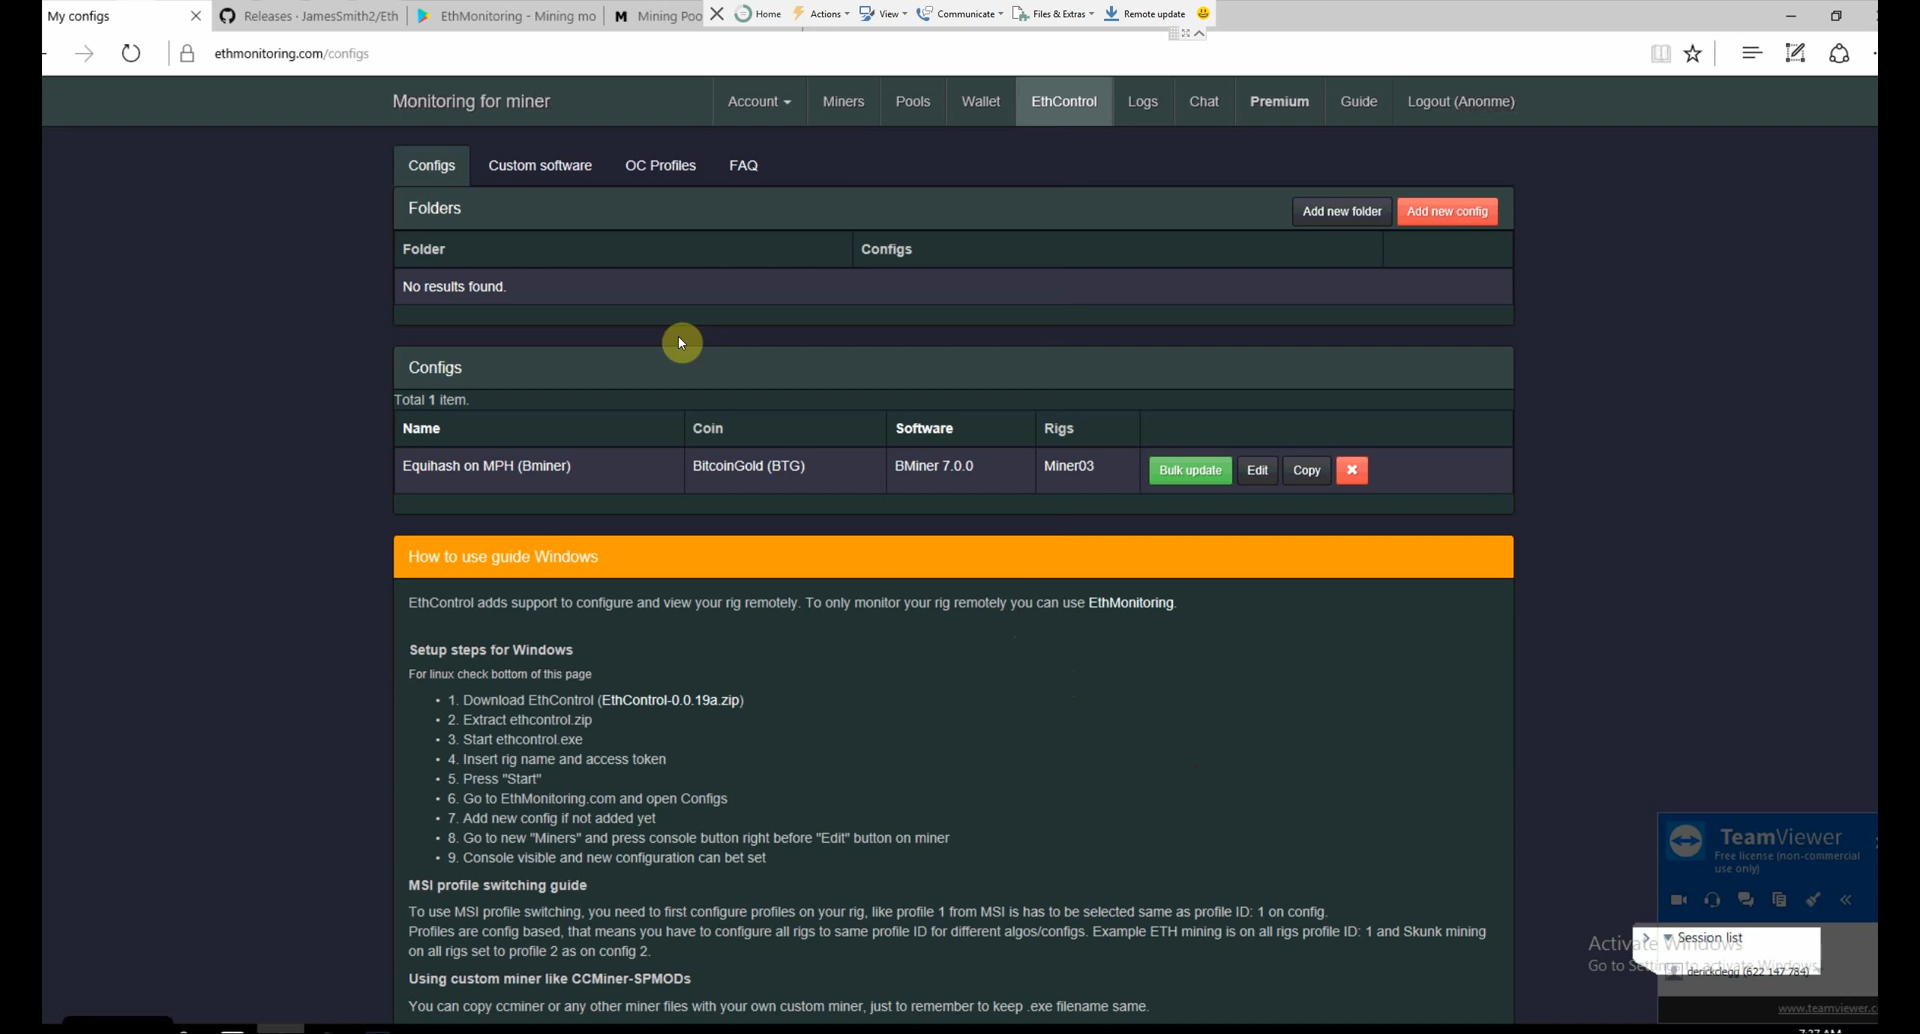 My configs
Releases · JamesSmith2/Eth
EthMonitoring - Mining mo
Mining Poo
Home
Actions
View
Communicate
Files & Extras
Remote update
ethmonitoring.com/configs
Monitoring for miner
Account
Miners
Pools
Wallet
EthControl
Logs
Chat
Premium
Guide
Logout (Anonme)
Configs
Custom software
OC Profiles
FAQ
Folders
Add new folder
Add new config
Folder
Configs
No results found.
Configs
Total 1 item.
Name
Coin
Software
Rigs
Equihash on MPH (Bminer)
BitcoinGold (BTG)
BMiner 7.0.0
Miner03
Bulk update
Edit
Copy
How to use guide Windows
EthControl adds support to configure and view your rig remotely. To only monitor your rig remotely you can use EthMonitoring.
Setup steps for Windows
For linux check bottom of this page
• 1. Download EthControl (EthControl-0.0.19a.zip)
• 2. Extract ethcontrol.zip
• 3. Start ethcontrol.exe
• 4. Insert rig name and access token
• 5. Press "Start"
• 6. Go to EthMonitoring.com and open Configs
• 7. Add new config if not added yet
• 8. Go to new "Miners" and press console button right before "Edit" button on miner
• 9. Console visible and new configuration can bet set
MSI profile switching guide
To use MSI profile switching, you need to first configure profiles on your rig, like profile 1 from MSI is has to be selected same as profile ID: 1 on config.
Profiles are config based, that means you have to configure all rigs to same profile ID for different algos/configs. Example ETH mining is on all rigs profile ID: 1 and Skunk mining
on all rigs set to profile 2 as on config 2.
Using custom miner like CCMiner-SPMODs
You can copy ccminer or any other miner files with your own custom miner, just to remember to keep .exe filename same.
TeamViewer
Free license (non-commercial
use only)
Session list
Activate Windows
Go to Settings to activate Windows.
derickclegg (622 147 784)
www.teamviewer.c
7:27 AM